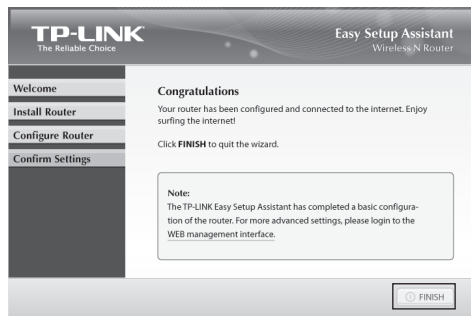 TP-LINK®
The Reliable Choice
Easy Setup Assistant
Wireless N Router
Welcome
Install Router
Configure Router
Confirm Settings
Congratulations
Your router has been configured and connected to the internet. Enjoy
surfing the internet!
Click FINISH to quit the wizard.
Note:
The TP-LINK Easy Setup Assistant has completed a basic configura-
tion of the router. For more advanced settings, please login to the
WEB management interface.
FINISH